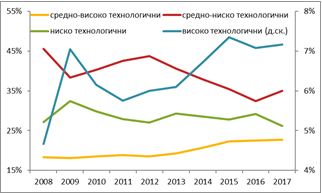 средно-високо технологични средно-ниско технологични
ниско технологични високо технологични (д.ск.)
55% 8%
45% 7%
35% 6%
25% 5%
15% 4%
2008 2009 2010 2011 2012 2013 2014 2015 2016 2017